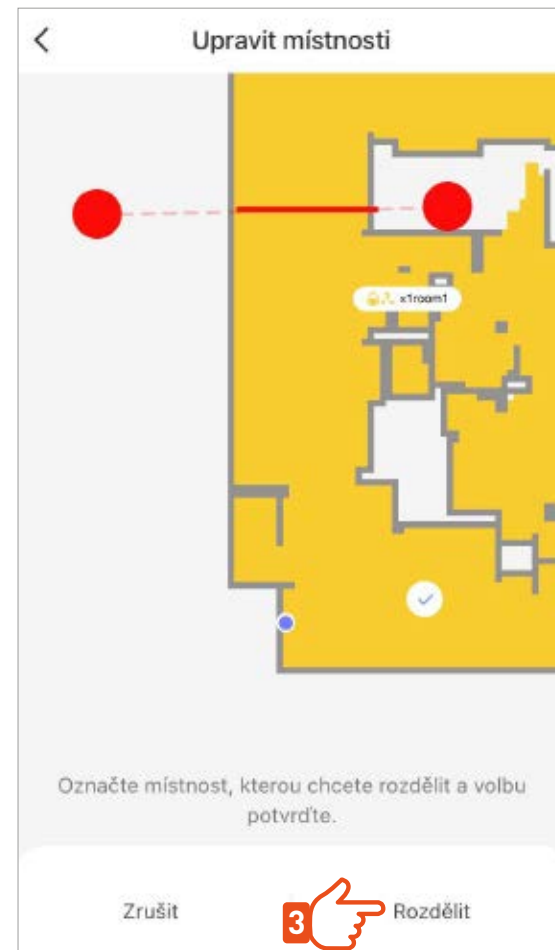 Upravit místnosti
x1room1
Označte místnost, kterou chcete rozdělit a volbu
potvrďte.
Zrušit
3
Rozdělit